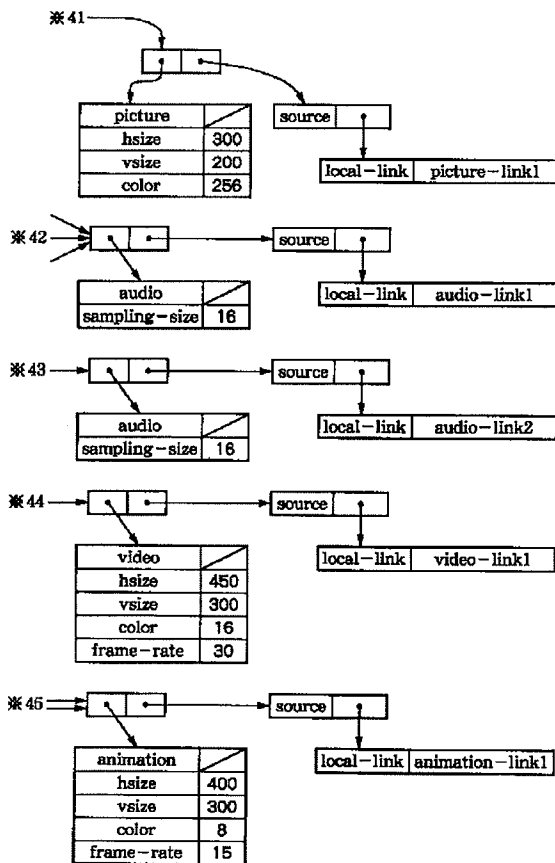 ※41
picture
hsize 300
vsize 200
color 256
source
local-link picture-link1
※42
audio
sampling-size 16
source
local-link audio-link1
※43
audio
sampling-size 16
source
local-link audio-link2
※44
video
hsize 450
vsize 300
color 16
frame-rate 30
source
local-link video-link1
※45
animation
hsize 400
vsize 300
color 8
frame-rate 15
source
local-link animation-link1